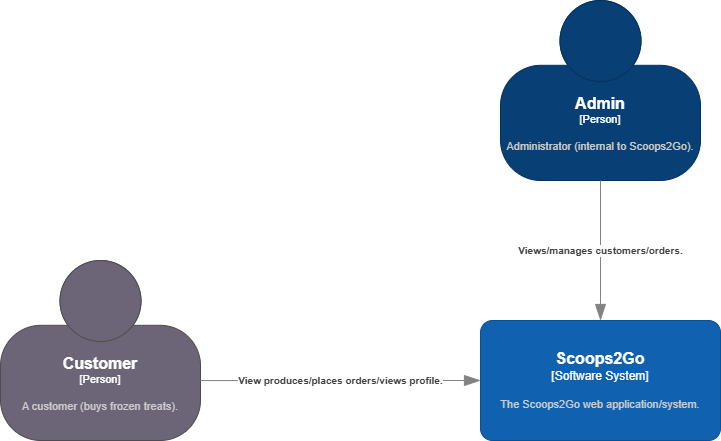 Admin
[Person]
Administrator (internal to Scoops2Go).
Views/manages customers/orders.
Customer
[Person]
A customer (buys frozen treats).
View produces/places orders/views profile.
Scoops2Go
[Software System]
The Scoops2Go web application/system.